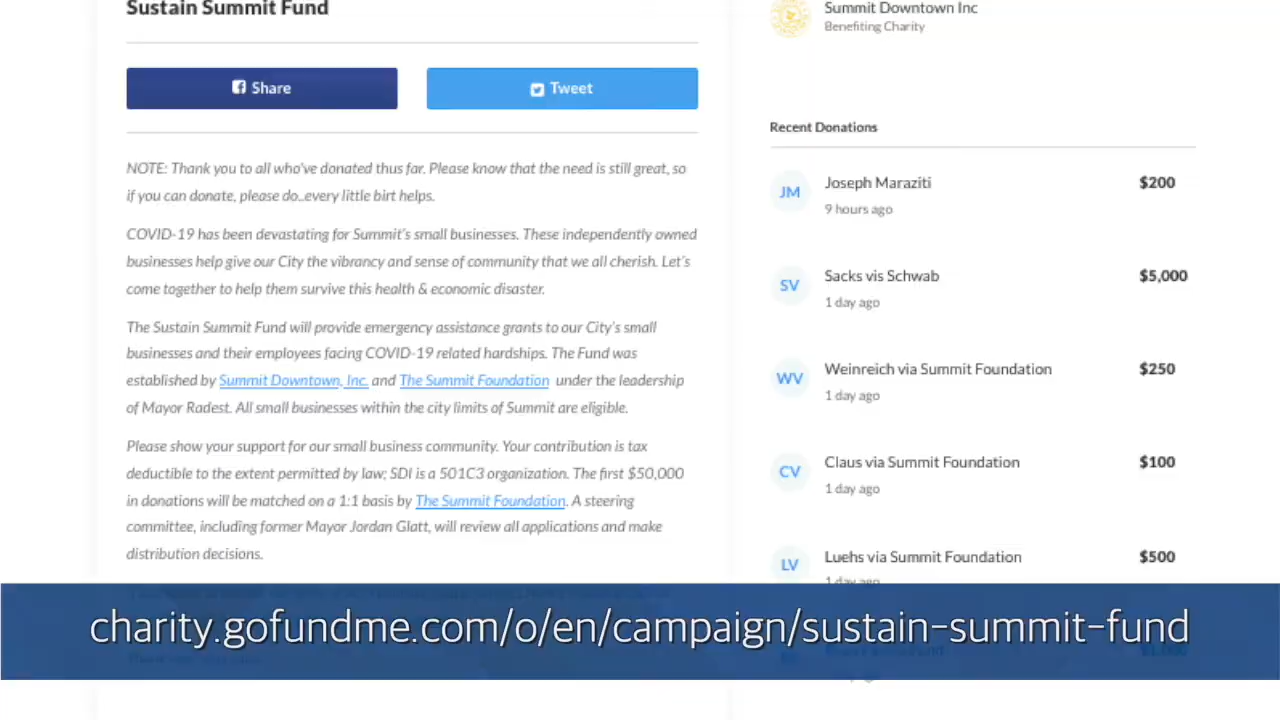 Sustain Summit Fund
Share
Tweet
NOTE: Thank you to all who've donated thus far. Please know that the need is still great, so
if you can donate, please do..every little birt helps.
COVID-19 has been devastating for Summit's small businesses. These independently owned
businesses help give our City the vibrancy and sense of community that we all cherish. Let's
come together to help them survive this health & economic disaster.
The Sustain Summit Fund will provide emergency assistance grants to our City's small
businesses and their employees facing COVID-19 related hardships. The Fund was
established by Summit Downtown, Inc. and The Summit Foundation under the leadership
of Mayor Radest. All small businesses within the city limits of Summit are eligible.
Please show your support for our small business community. Your contribution is tax
deductible to the extent permitted by law; SDI is a 501C3 organization. The first $50,000
in donations will be matched on a 1:1 basis by The Summit Foundation. A steering
committee, including former Mayor Jordan Glatt, will review all applications and make
distribution decisions.
Summit Downtown Inc
Benefiting Charity
Recent Donations
JM
Joseph Maraziti
$200
9 hours ago
SV
Sacks vis Schwab
$5,000
1 day ago
WV
Weinreich via Summit Foundation
$250
1 day ago
CV
Claus via Summit Foundation
$100
1 day ago
LV
Luehs via Summit Foundation
$500
1 day ago
charity.gofundme.com/o/en/campaign/sustain-summit-fund